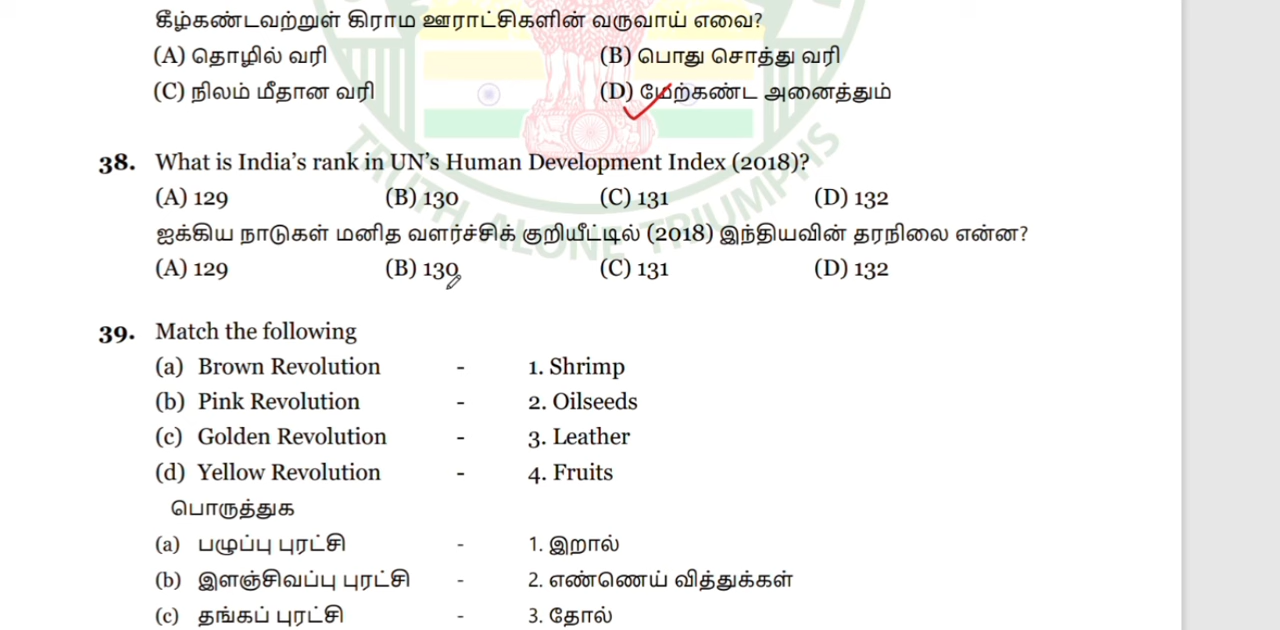 கீழ்கண்டவற்றுள் கிராம ஊராட்சிகளின் வருவாய் எவை?
(A) தொழில் வரி (B) பொது சொத்து வரி
(C) நிலம் மீதான வரி (D) மேற்கண்ட அனைத்தும்
38. What is India's rank in UN's Human Development Index (2018)?
(A) 129 (B) 130 (C) 131 (D) 132
ஐக்கிய நாடுகள் மனித வளர்ச்சிக் குறியீட்டில் (2018) இந்தியவின் தரநிலை என்ன?
(A) 129 (B) 130 (C) 131 (D) 132
39. Match the following
(a) Brown Revolution - 1. Shrimp
(b) Pink Revolution - 2. Oilseeds
(c) Golden Revolution - 3. Leather
(d) Yellow Revolution - 4. Fruits
பொருத்துக
(a) பழுப்பு புரட்சி - 1. இறால்
(b) இளஞ்சிவப்பு புரட்சி - 2. எண்ணெய் வித்துக்கள்
(c) தங்கப் புரட்சி - 3. தோல்
TRUTH ALONE TRIUMPHS